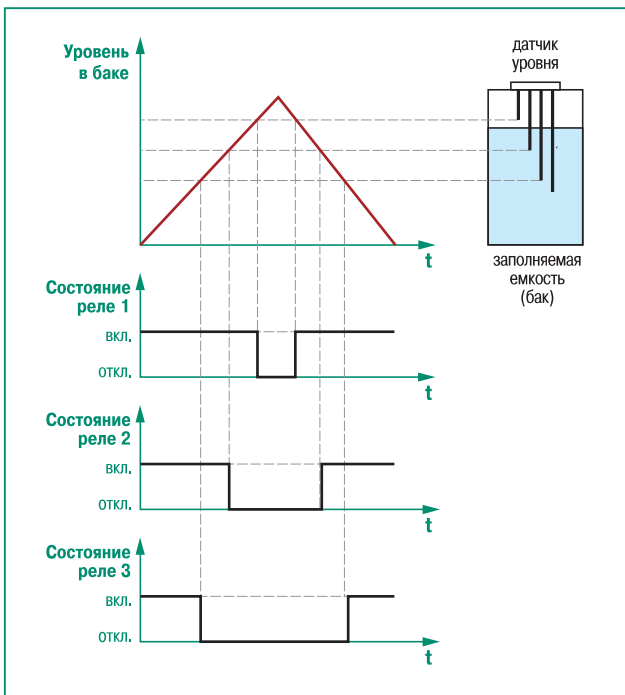 Уровень
в баке
датчик
уровня
t
заполняемая
емкость
(бак)
Состояние
реле 1
ВКЛ.
ОТКЛ.
t
Состояние
реле 2
ВКЛ.
ОТКЛ.
t
Состояние
реле 3
ВКЛ.
ОТКЛ.
t